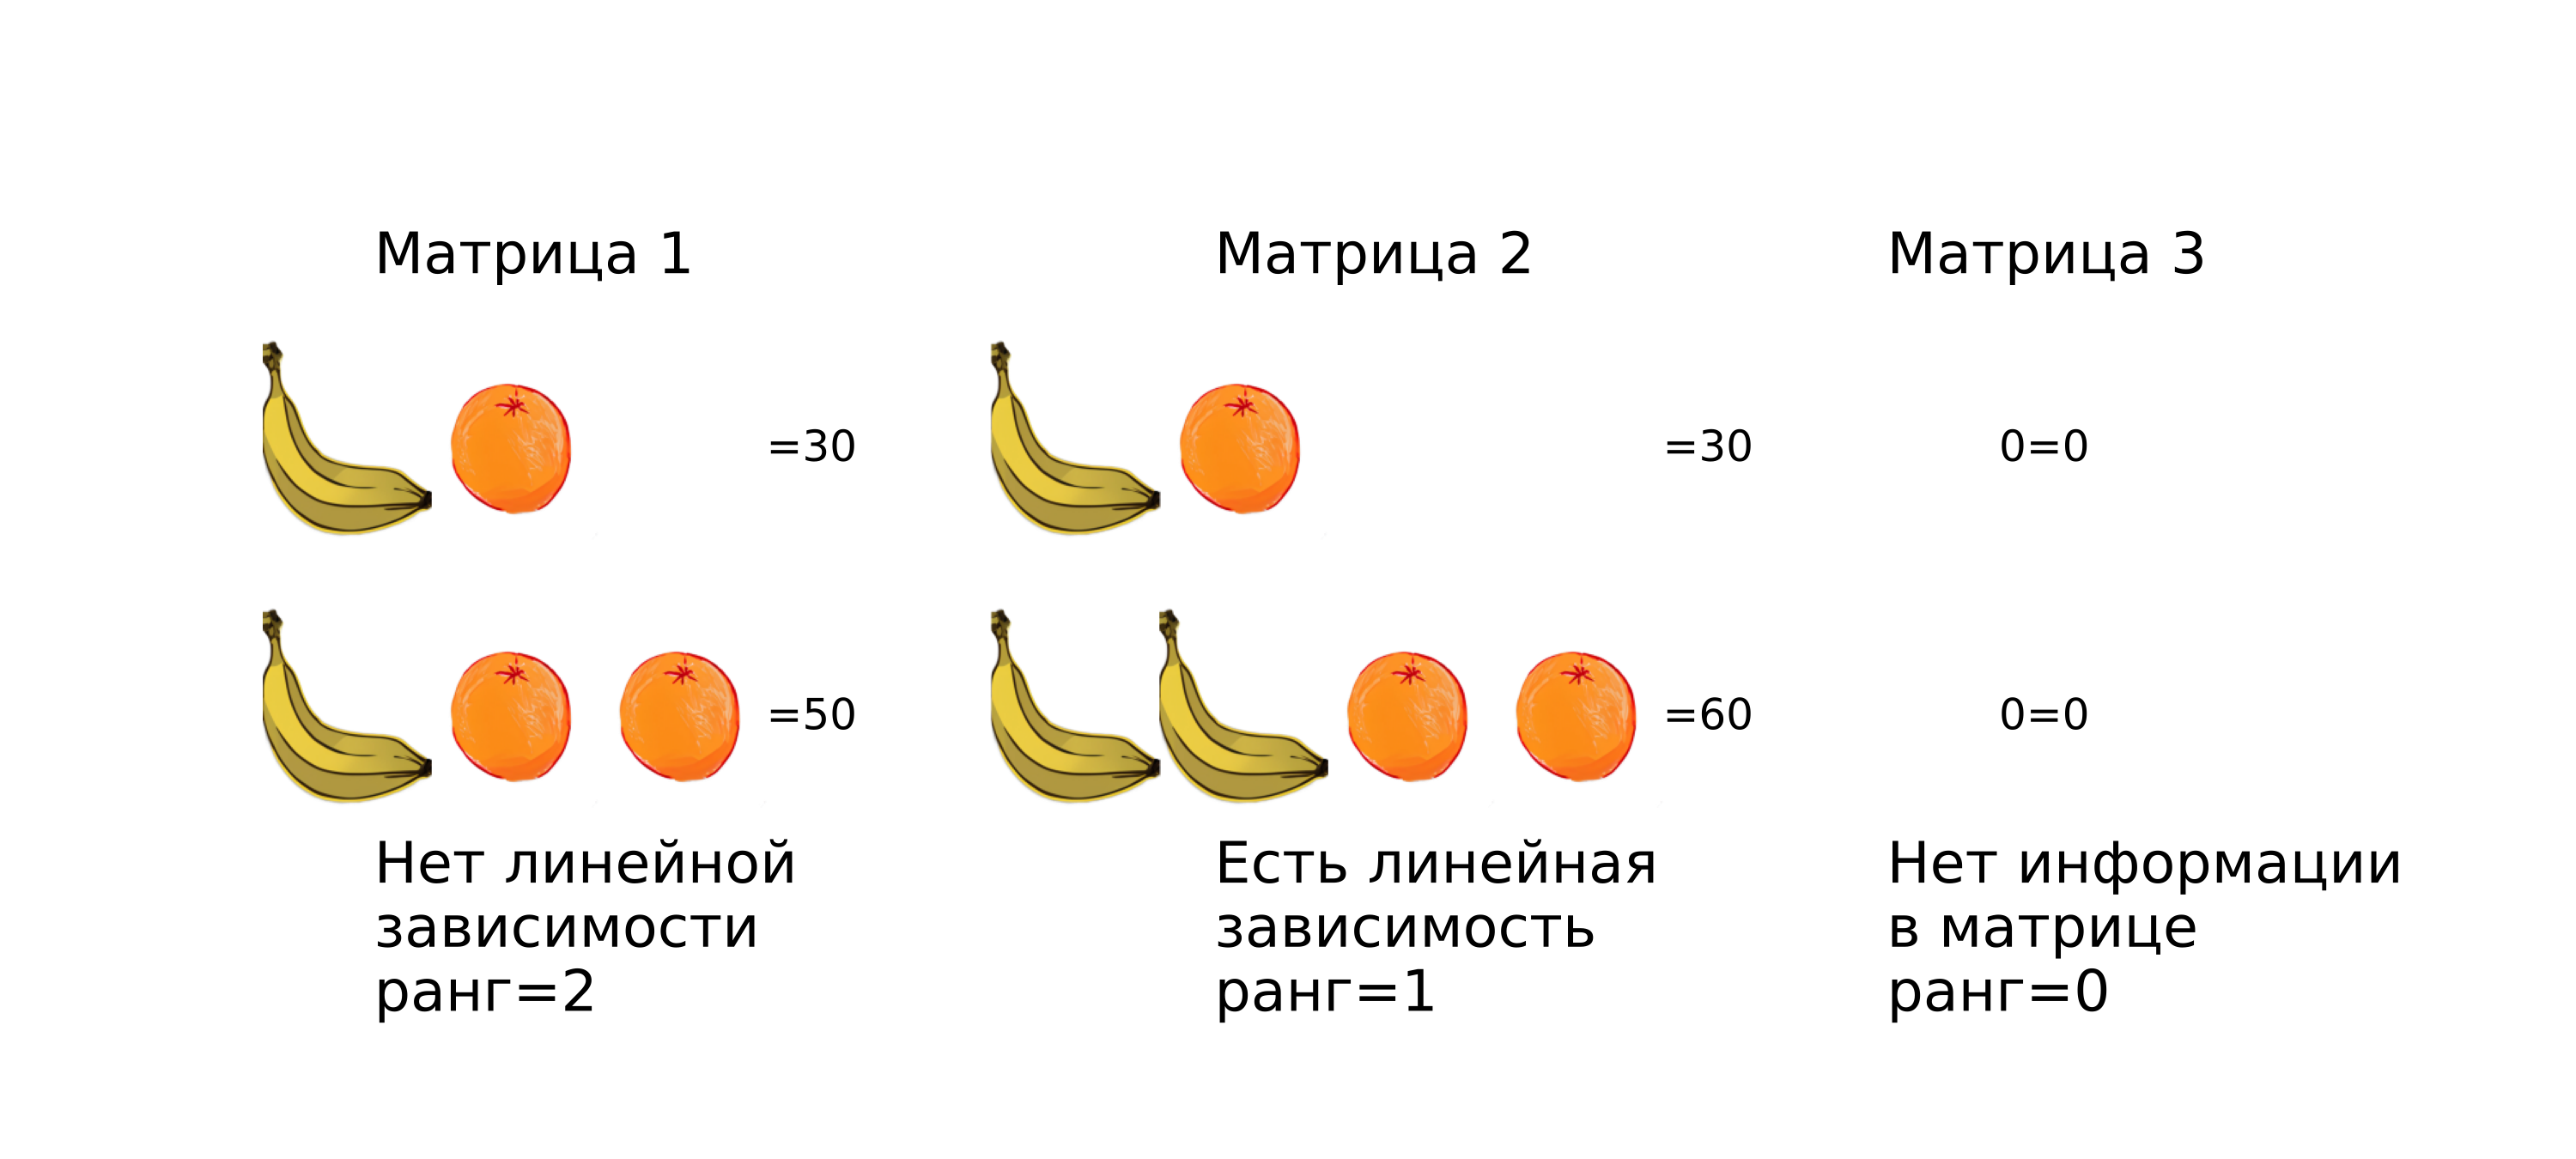 Матрица 1
Матрица 2
Матрица 3
=30
=30
0=0
=50
=60
0=0
Нет линейной
зависимости
ранг=2
Есть линейная
зависимость
ранг=1
Нет информации
в матрице
ранг=0